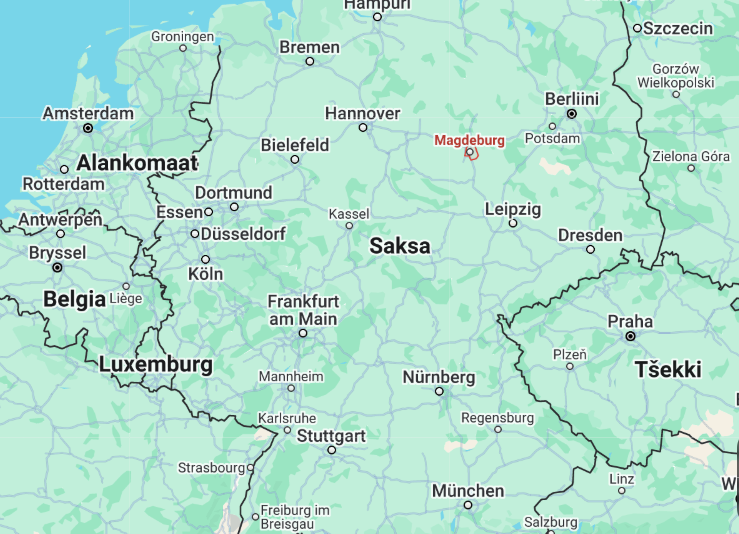 Hampuri
Groningen
Bremen
Szczecin
Gorzów
Wielkopolski
Amsterdam
Hannover
Berliini
Potsdam
Magdeburg
Bielefeld
Alankomaat
Zielona Góra
Rotterdam
Dortmund
Essen
Kassel
Leipzig
Antwerpen
Düsseldorf
Saksa
Dresden
Bryssel
Köln
Belgia
Liège
Frankfurt
am Main
Praha
Luxemburg
Plzeň
Tšekki
Mannheim
Nürnberg
Karlsruhe
Regensburg
Stuttgart
Strasbourg
Linz
München
Freiburg im
Breisgau
Salzburg